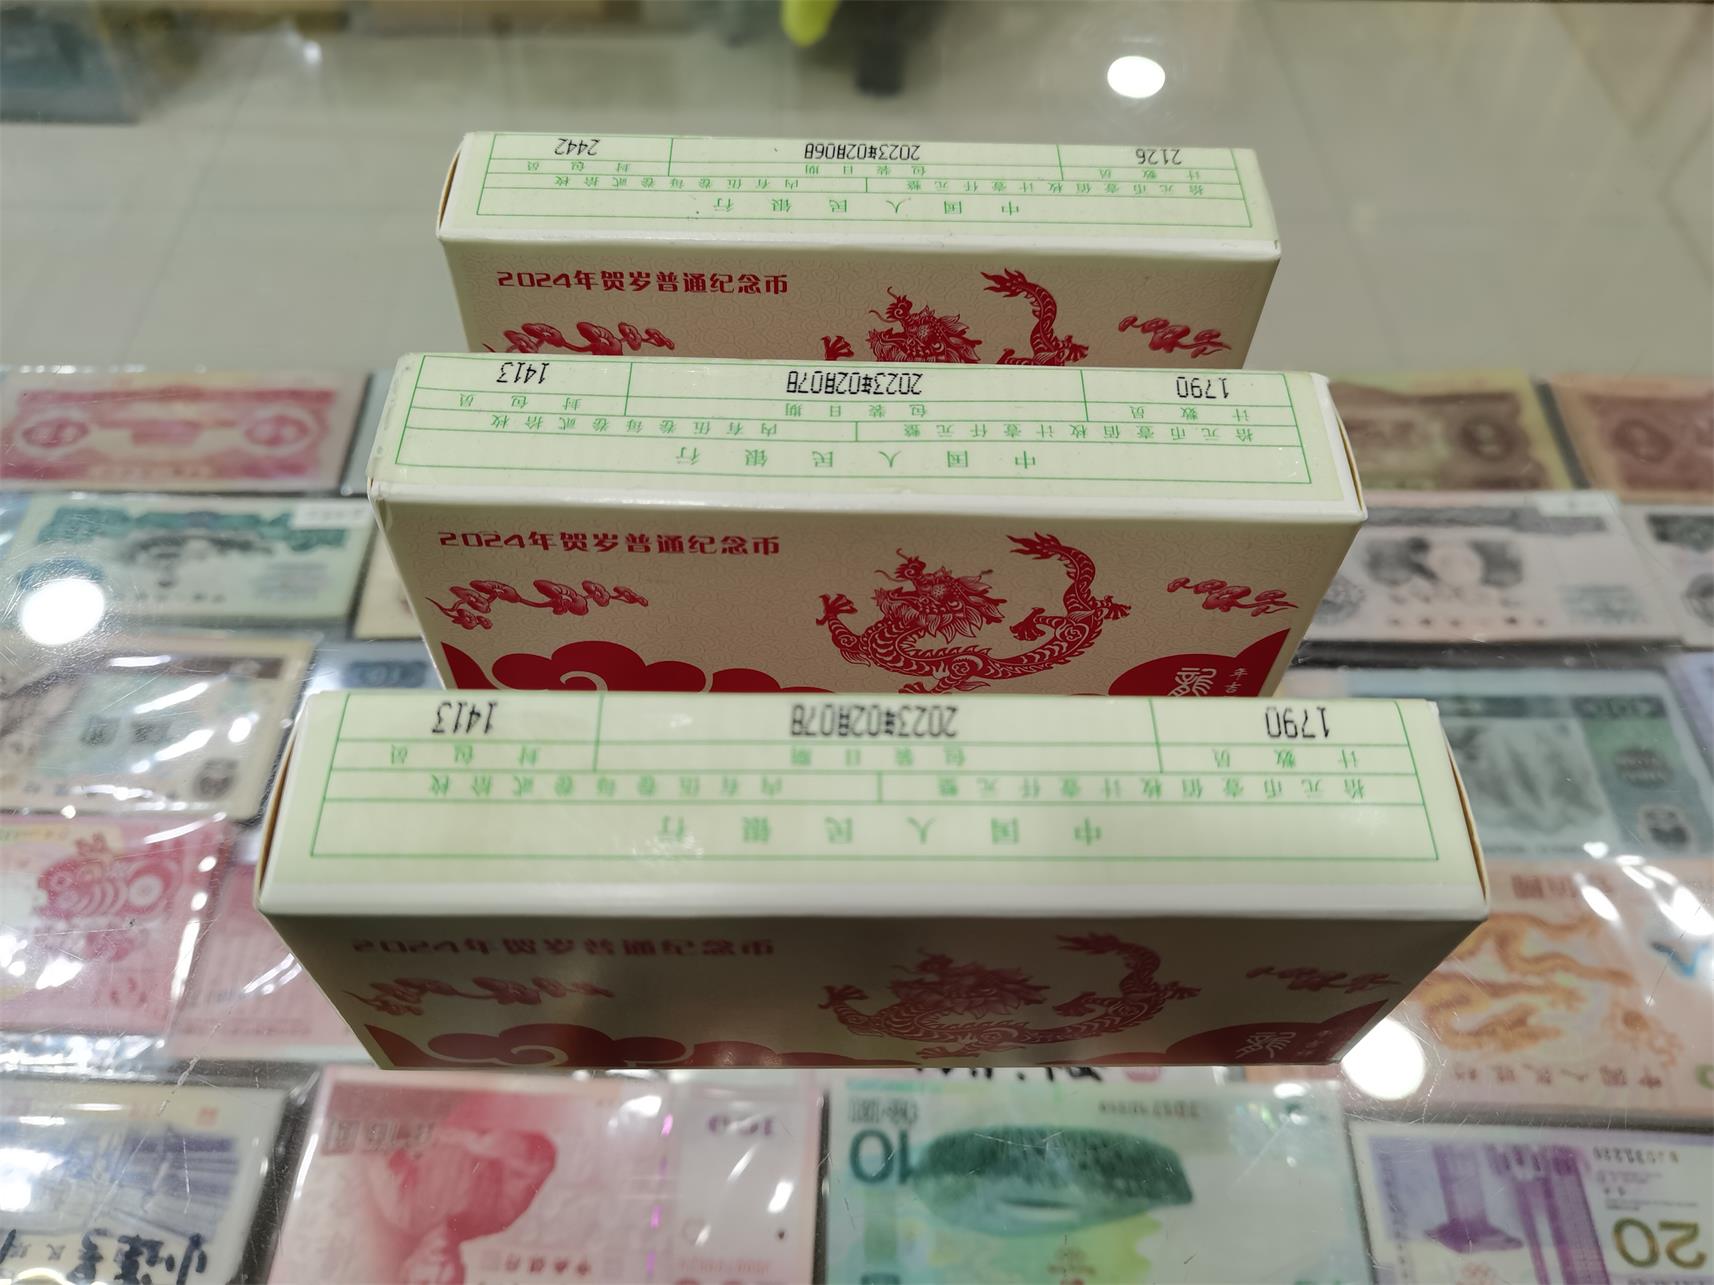 中国人民银行
拾元币壹佰枚计壹仟元整 内有伍卷每卷贰拾枚
计数员 包装日期 封包员
2126 2023年02月06日 2442
2024年贺岁普通纪念币
中国人民银行
拾元币壹佰枚计壹仟元整 内有伍卷每卷贰拾枚
计数员 包装日期 封包员
1790 2023年02月07日 1413
2024年贺岁普通纪念币
中国人民银行
拾元币壹佰枚计壹仟元整 内有伍卷每卷贰拾枚
计数员 包装日期 封包员
1790 2023年02月07日 1413
2024年贺岁普通纪念币
100
10
20